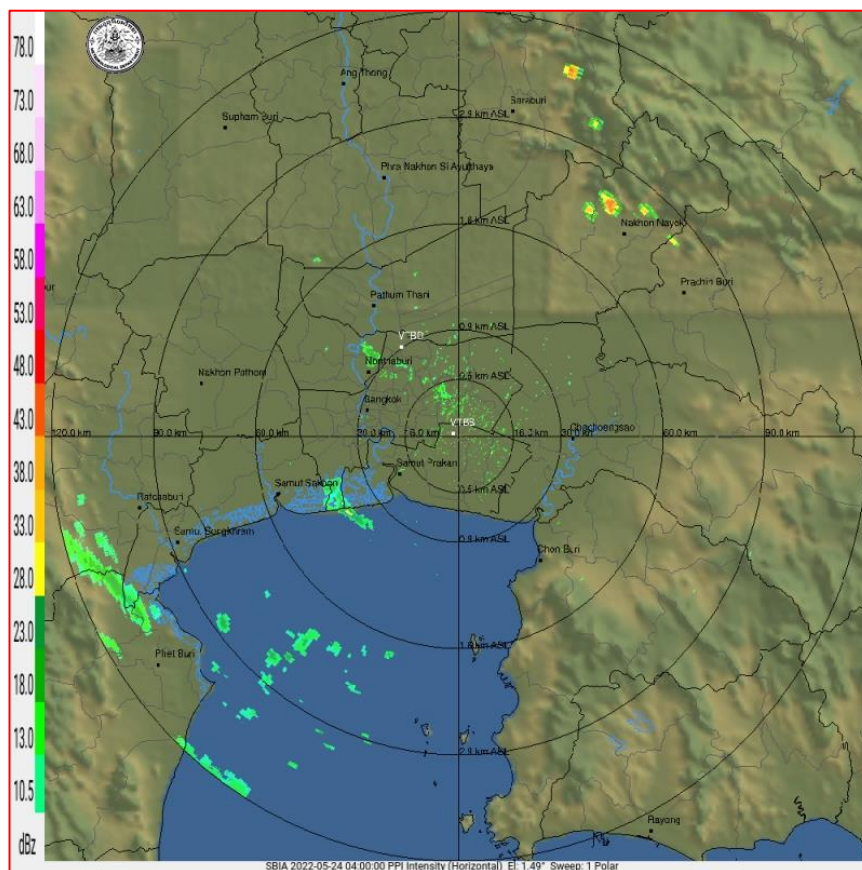 78.0
73.0
68.0
63.0
58.0
53.0
48.0
43.0
38.0
33.0
28.0
23.0
18.0
13.0
10.5
dBz
Ang Thong
Saraburi
Suphan Buri
2.9 km ASL
Phra Nakhon Si Ayutthaya
1.8 km ASL
Nakhon Nayok
Prachin Buri
Pathum Thani
0.9 km ASL
VTBD
Nonthaburi
Nakhon Pathom
0.5 km ASL
Bangkok
VTBS
120.0 km
90.0 km
60.0 km
30.0 km
16.0 km
16.0 km
30.0 km
60.0 km
90.0 km
Chachoengsao
Samut Prakan
0.5 km ASL
Samut Sakhon
Ratchaburi
Samut Songkhram
0.9 km ASL
Chon Buri
1.8 km ASL
Phet Buri
2.9 km ASL
Rayong
SBIA 2022-05-24 04:00:00 PPI Intensity (Horizontal) El: 1.49° Sweep: 1 Polar